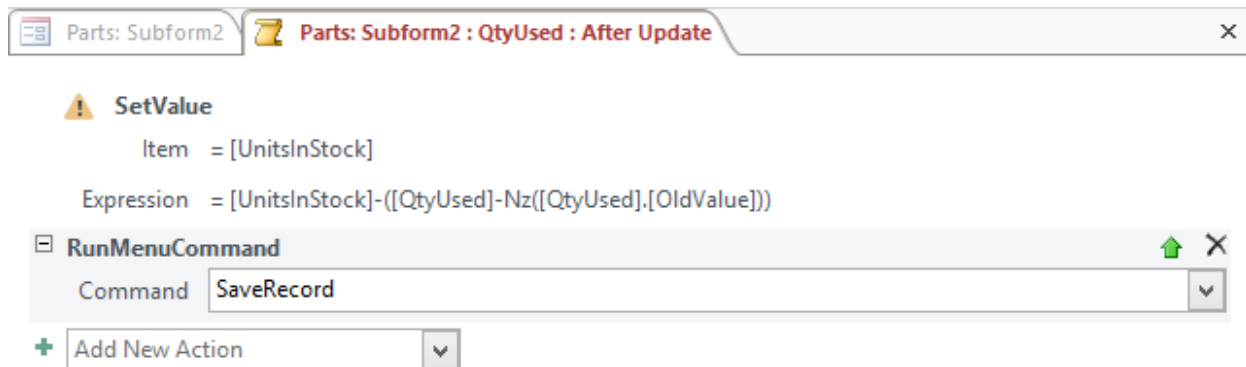 Parts: Subform2 Parts: Subform2 : QtyUsed : After Update
SetValue
Item = [UnitsInStock]
Expression = [UnitsInStock]-([QtyUsed]-Nz([QtyUsed].[OldValue]))
RunMenuCommand
Command SaveRecord
Add New Action